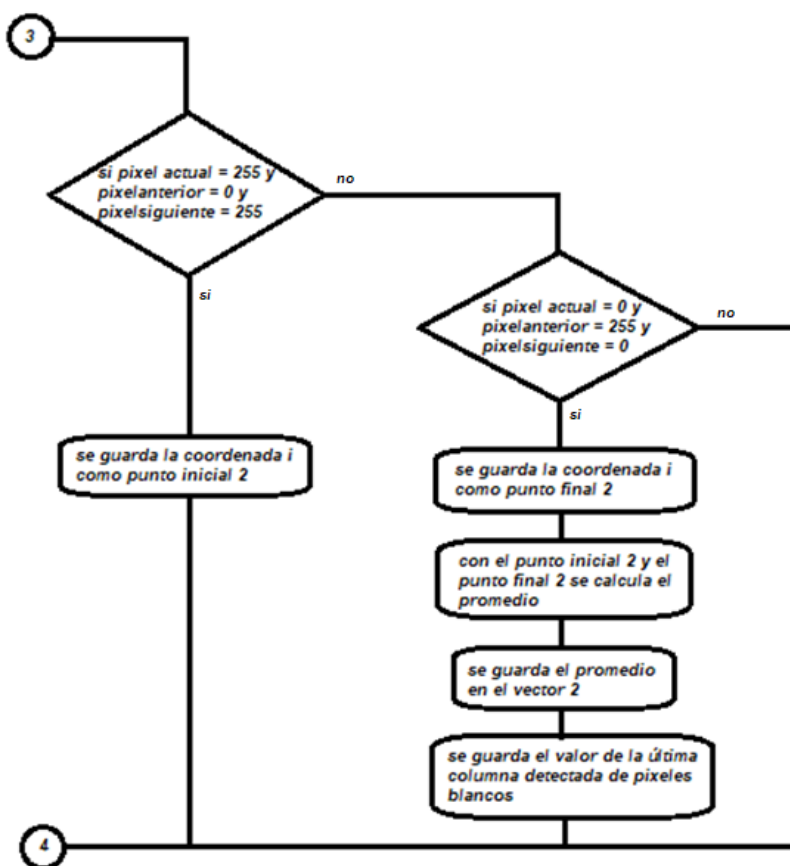 3
si pixel actual = 255 y
pixelanterior = 0 y
pixelsiguiente = 255
no
si
si pixel actual = 0 y
pixelanterior = 255 y
pixelsiguiente = 0
no
si
se guarda la coordenada i
como punto inicial 2
se guarda la coordenada i
como punto final 2
con el punto inicial 2 y el
punto final 2 se calcula el
promedio
se guarda el promedio
en el vector 2
se guarda el valor de la última
columna detectada de pixeles
blancos
4